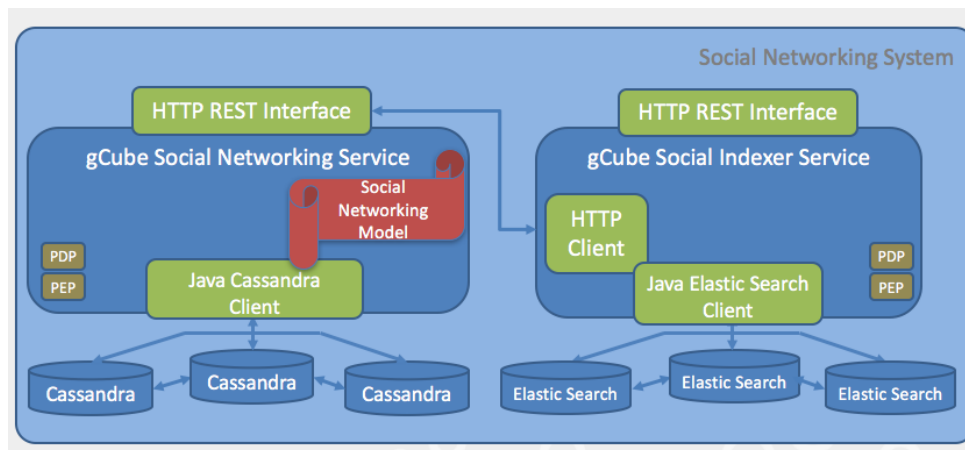 Social Networking System
HTTP REST Interface
gCube Social Networking Service
Social
Networking
Model
PDP
PEP
Java Cassandra
Client
Cassandra
Cassandra
Cassandra
HTTP REST Interface
gCube Social Indexer Service
HTTP
Client
PDP
PEP
Java Elastic Search
Client
Elastic Search
Elastic Search
Elastic Search